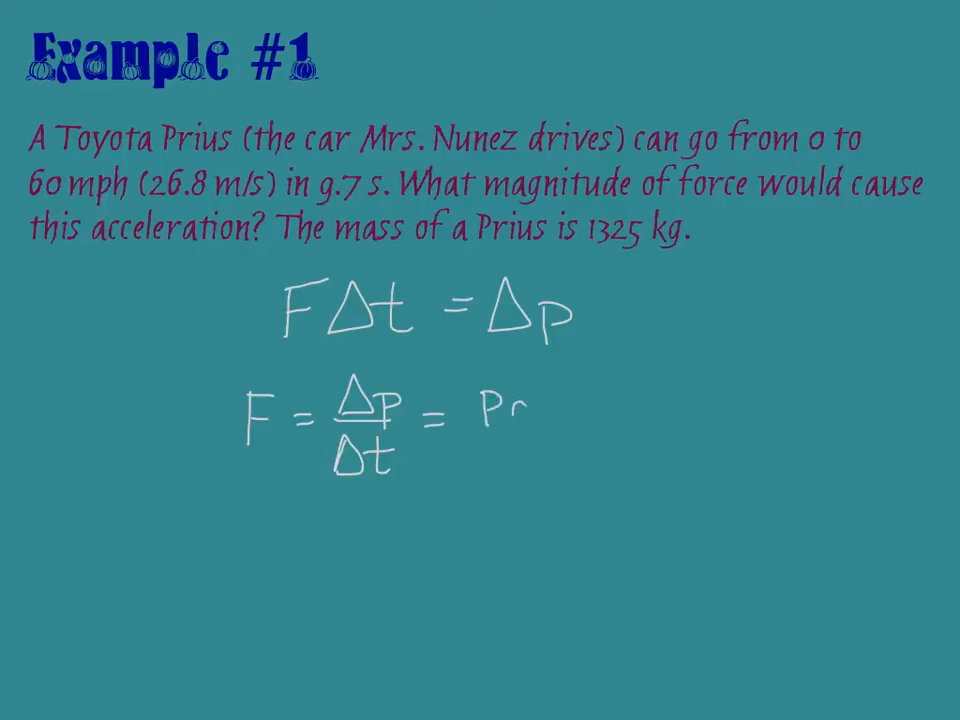 Example #1
A Toyota Prius (the car Mrs. Nunez drives) can go from 0 to
60 mph (26.8 m/s) in 9.7 s. What magnitude of force would cause
this acceleration? The mass of a Prius is 1325 kg.
FΔt = Δp
F = Δp/Δt = p